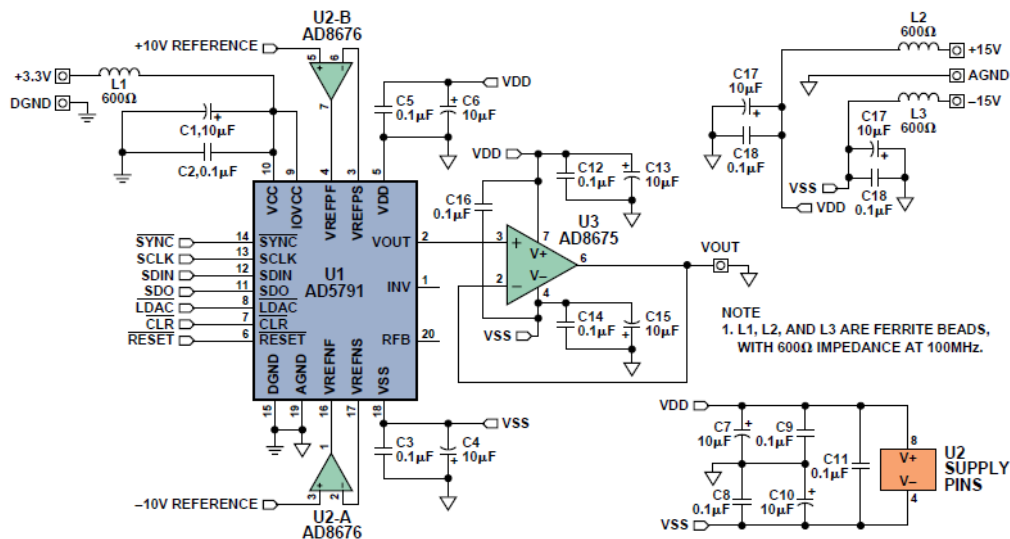 U2-B
AD8676
+10V REFERENCE
5
6
+
–
7
+3.3V
L1
600Ω
DGND
C1,10µF
+
C2,0.1µF
10
9
4
3
5
VCC
IOVCC
VREFPF
VREFPS
VDD
C5
0.1µF
+
C6
10µF
VDD
SYNC
14
SYNC
SCLK
13
SCLK
SDIN
12
SDIN
SDO
11
SDO
LDAC
8
LDAC
CLR
7
CLR
RESET
6
RESET
U1
AD5791
VOUT
2
INV
1
RFB
20
DGND
AGND
VREFNF
VREFNS
VSS
15
19
16
17
18
1
3
2
+
–
–10V REFERENCE
U2-A
AD8676
C3
0.1µF
C4
10µF
+
VSS
VDD
C12
0.1µF
+
C13
10µF
C16
0.1µF
U3
AD8675
3
+
7
V+
6
2
–
V–
4
VSS
C14
0.1µF
C15
10µF
+
VOUT
L2
600Ω
+15V
AGND
–15V
L3
600Ω
C17
10µF
+
C18
0.1µF
C17
10µF
+
C18
0.1µF
VSS
VDD
NOTE
1. L1, L2, AND L3 ARE FERRITE BEADS,
WITH 600Ω IMPEDANCE AT 100MHz.
VDD
C7
10µF
+
C9
0.1µF
C11
0.1µF
C8
0.1µF
C10
10µF
+
VSS
8
V+
V–
4
U2
SUPPLY
PINS